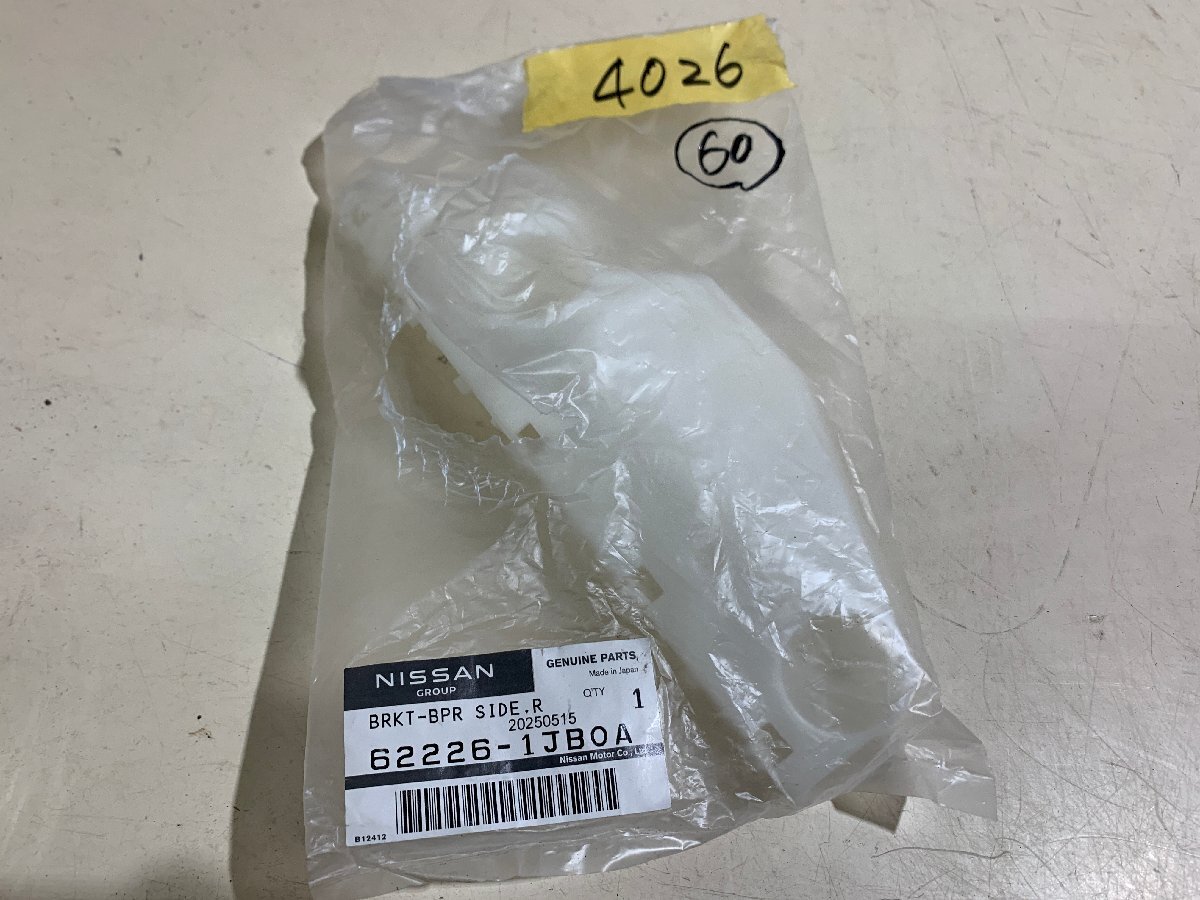 4026
60
NISSAN
GROUP
GENUINE PARTS
Made in Japan
Q'TY
1
BRKT-BPR SIDE,R
20250515
62226-1JB0A
Nissan Motor Co.,
B12412